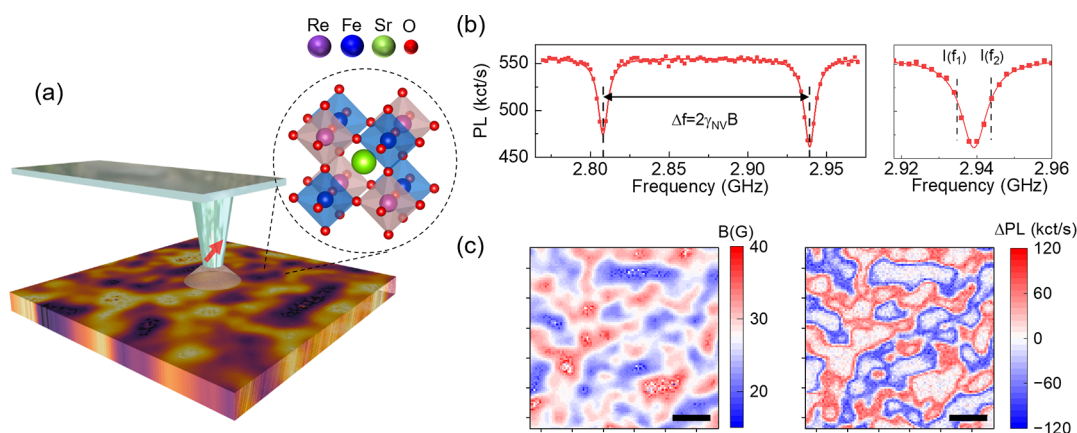 Re Fe Sr O
(a)
(b)
550
500
450
PL (kct/s)
Δf=2γNVB
2.80 2.85 2.90 2.95
Frequency (GHz)
I(f1) I(f2)
2.92 2.94 2.96
Frequency (GHz)
(c)
B(G)
40
30
20
ΔPL (kct/s)
120
60
0
−60
−120